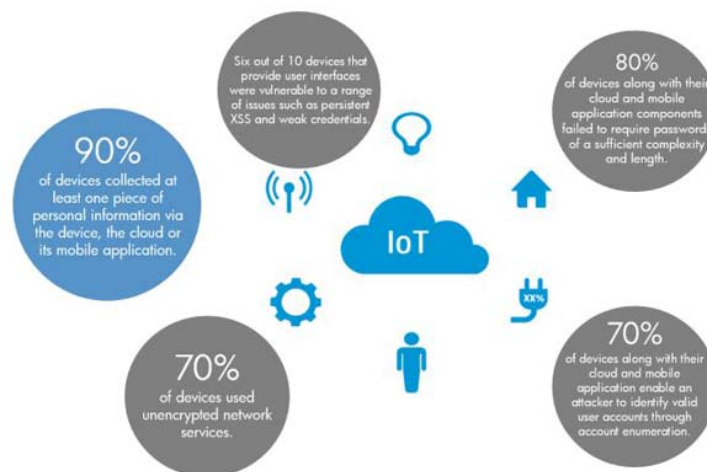 Six out of 10 devices that
provide user interfaces
were vulnerable to a range
of issues such as persistent
XSS and weak credentials.
80%
of devices along with their
cloud and mobile
application components
failed to require passwords
of a sufficient complexity
and length.
90%
of devices collected at
least one piece of
personal information via
the device, the cloud or
its mobile application.
IoT
XX%
70%
of devices used
unencrypted network
services.
70%
of devices along with their
cloud and mobile
application enable an
attacker to identify valid
user accounts through
account enumeration.